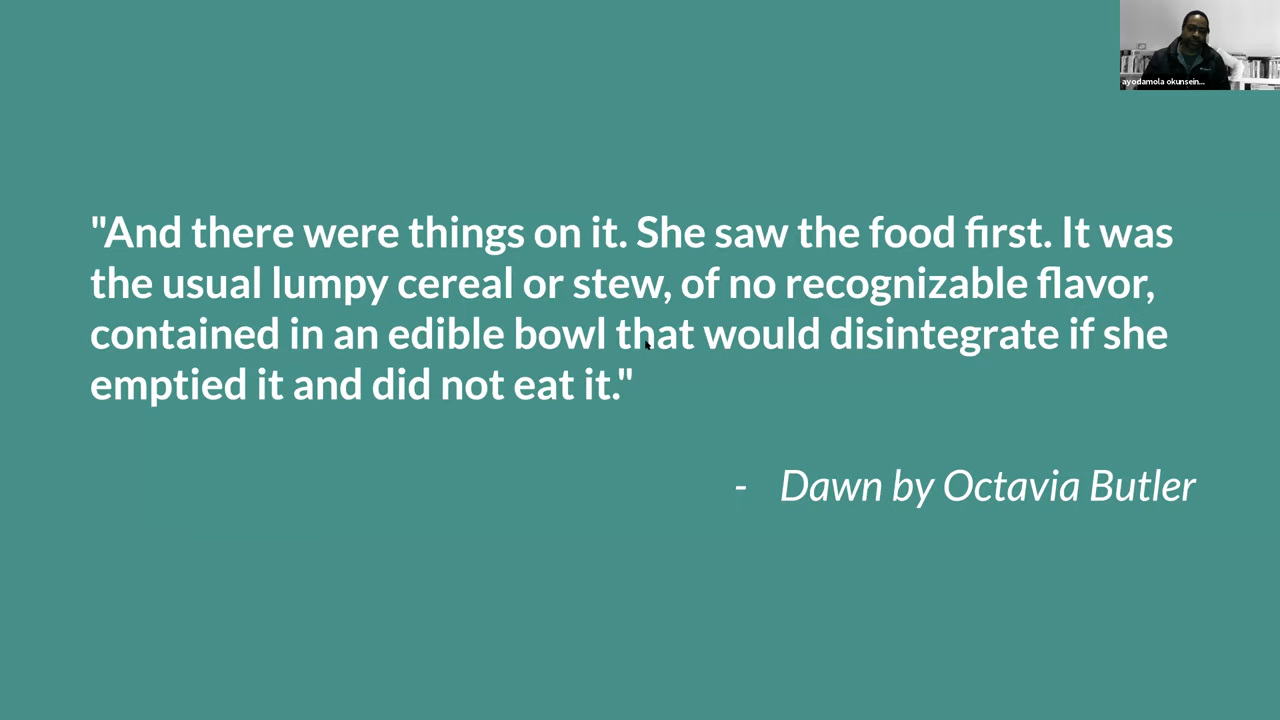 ayodamola okunsein...
"And there were things on it. She saw the food first. It was
the usual lumpy cereal or stew, of no recognizable flavor,
contained in an edible bowl that would disintegrate if she
emptied it and did not eat it."
- Dawn by Octavia Butler